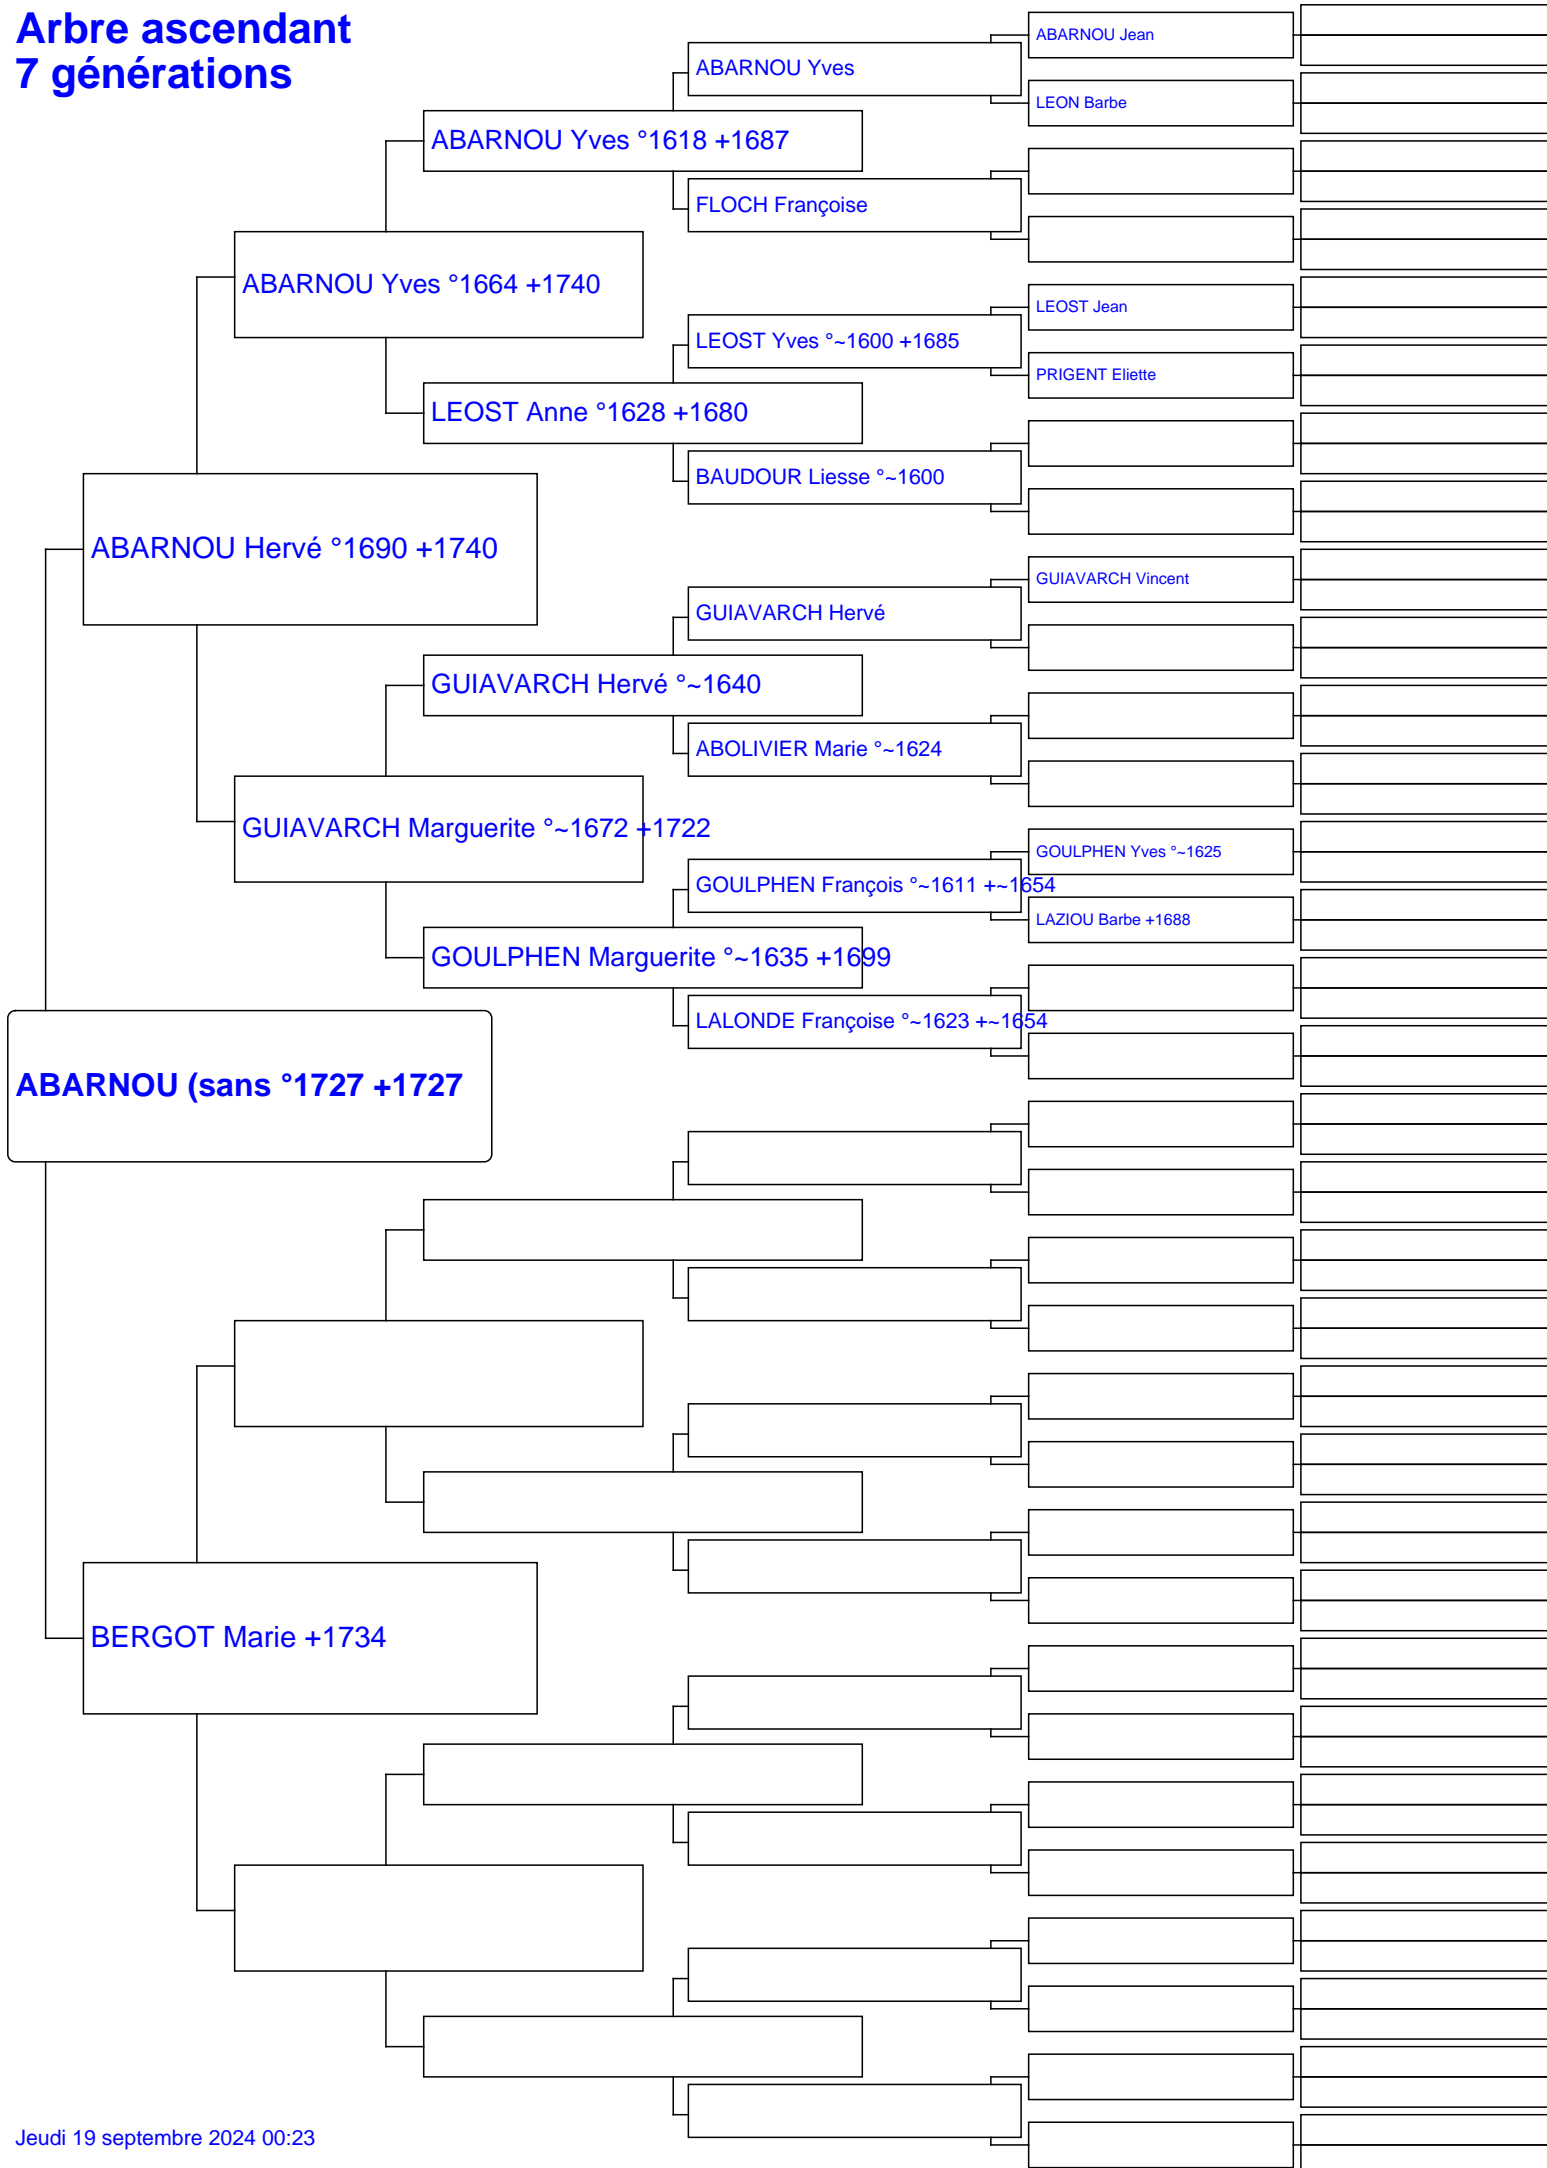 Arbre ascendant
7 générations
ABARNOU Jean
ABARNOU Yves
LEON Barbe
ABARNOU Yves °1618 +1687
FLOCH Françoise
ABARNOU Yves °1664 +1740
LEOST Jean
LEOST Yves °~1600 +1685
PRIGENT Eliette
LEOST Anne °1628 +1680
BAUDOUR Liesse °~1600
ABARNOU Hervé °1690 +1740
GUIAVARCH Vincent
GUIAVARCH Hervé
GUIAVARCH Hervé °~1640
ABOLIVIER Marie °~1624
GUIAVARCH Marguerite °~1672 +1722
GOULPHEN Yves °~1625
GOULPHEN François °~1611 +~1654
LAZIOU Barbe +1688
GOULPHEN Marguerite °~1635 +1699
LALONDE Françoise °~1623 +~1654
ABARNOU (sans °1727 +1727
BERGOT Marie +1734
Jeudi 19 septembre 2024 00:23